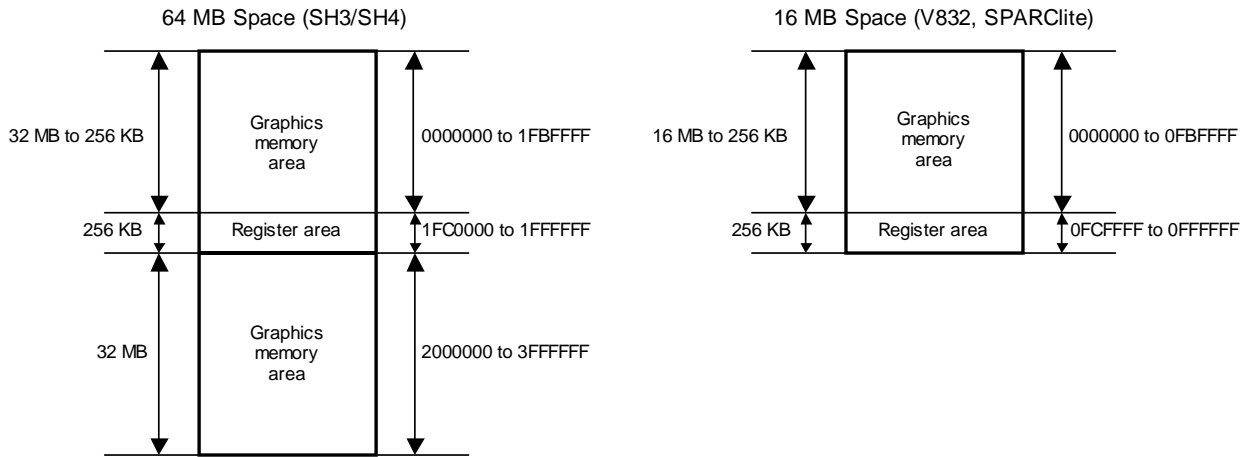 64 MB Space (SH3/SH4)
32 MB to 256 KB
Graphics
memory
area
0000000 to 1FBFFFF
256 KB
Register area
1FC0000 to 1FFFFFF
32 MB
Graphics
memory
area
2000000 to 3FFFFFF
16 MB Space (V832, SPARClite)
16 MB to 256 KB
Graphics
memory
area
0000000 to 0FBFFFF
256 KB
Register area
0FCFFFF to 0FFFFFF